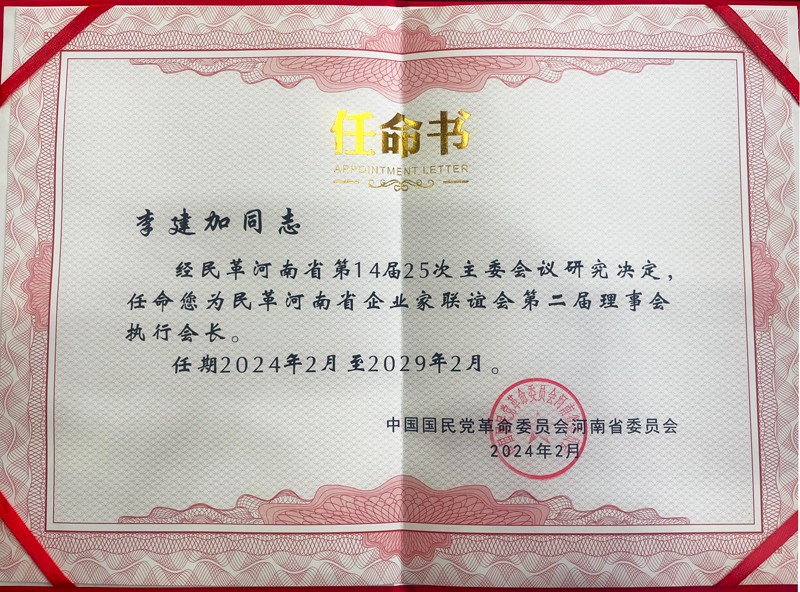 任命书
APPOINTMENT LETTER
李建加同志
经民革河南省第14届25次主委会议研究决定，
任命您为民革河南省企业家联谊会第二届理事会
执行会长。
任期2024年2月至2029年2月。
中国国民党革命委员会河南省委员会
2024年2月